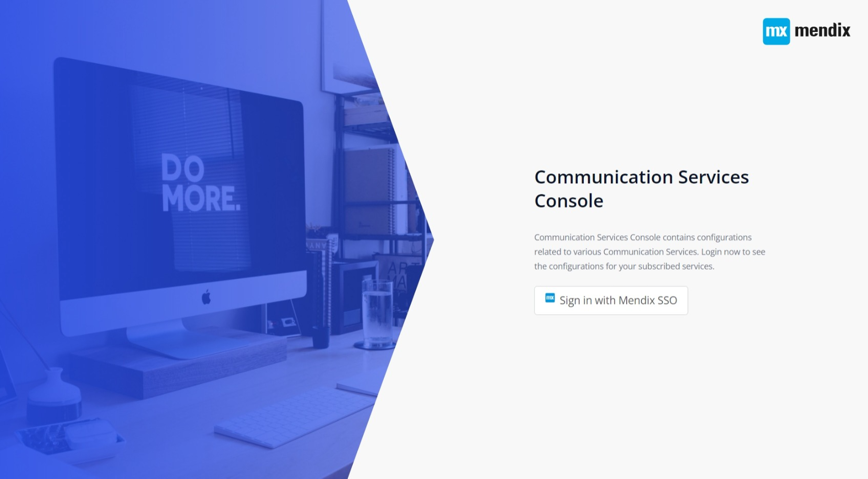 mx mendix
DO
MORE.
Communication Services
Console
Communication Services Console contains configurations
related to various Communication Services. Login now to see
the configurations for your subscribed services.
mx Sign in with Mendix SSO